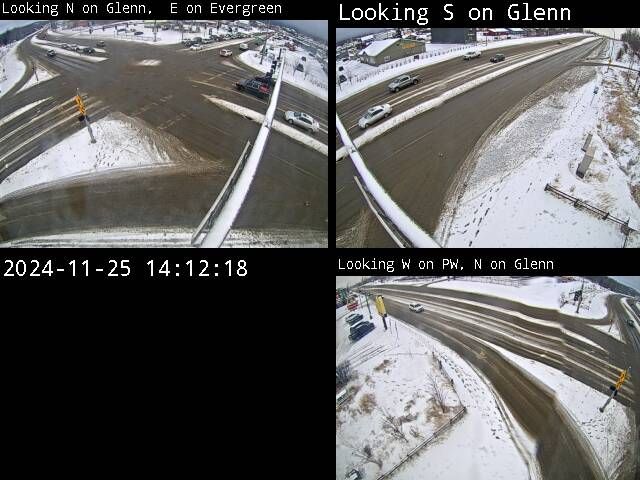 Looking N on Glenn, E on Evergreen
Looking S on Glenn
2024-11-25 14:12:18
Looking W on PW, N on Glenn